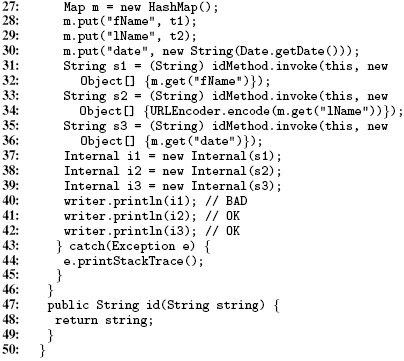 27: Map m = new HashMap();
28: m.put("fName", t1);
29: m.put("lName", t2);
30: m.put("date", new String(Date.getDate()));
31: String s1 = (String) idMethod.invoke(this, new
32: Object[] {m.get("fName")});
33: String s2 = (String) idMethod.invoke(this, new
34: Object[] {URLEncoder.encode(m.get("lName"))});
35: String s3 = (String) idMethod.invoke(this, new
36: Object[] {m.get("date")});
37: Internal i1 = new Internal(s1);
38: Internal i2 = new Internal(s2);
39: Internal i3 = new Internal(s3);
40: writer.println(i1); // BAD
41: writer.println(i2); // OK
42: writer.println(i3); // OK
43: } catch(Exception e) {
44: e.printStackTrace();
45: }
46: }
47: public String id(String string) {
48: return string;
49: }
50: }